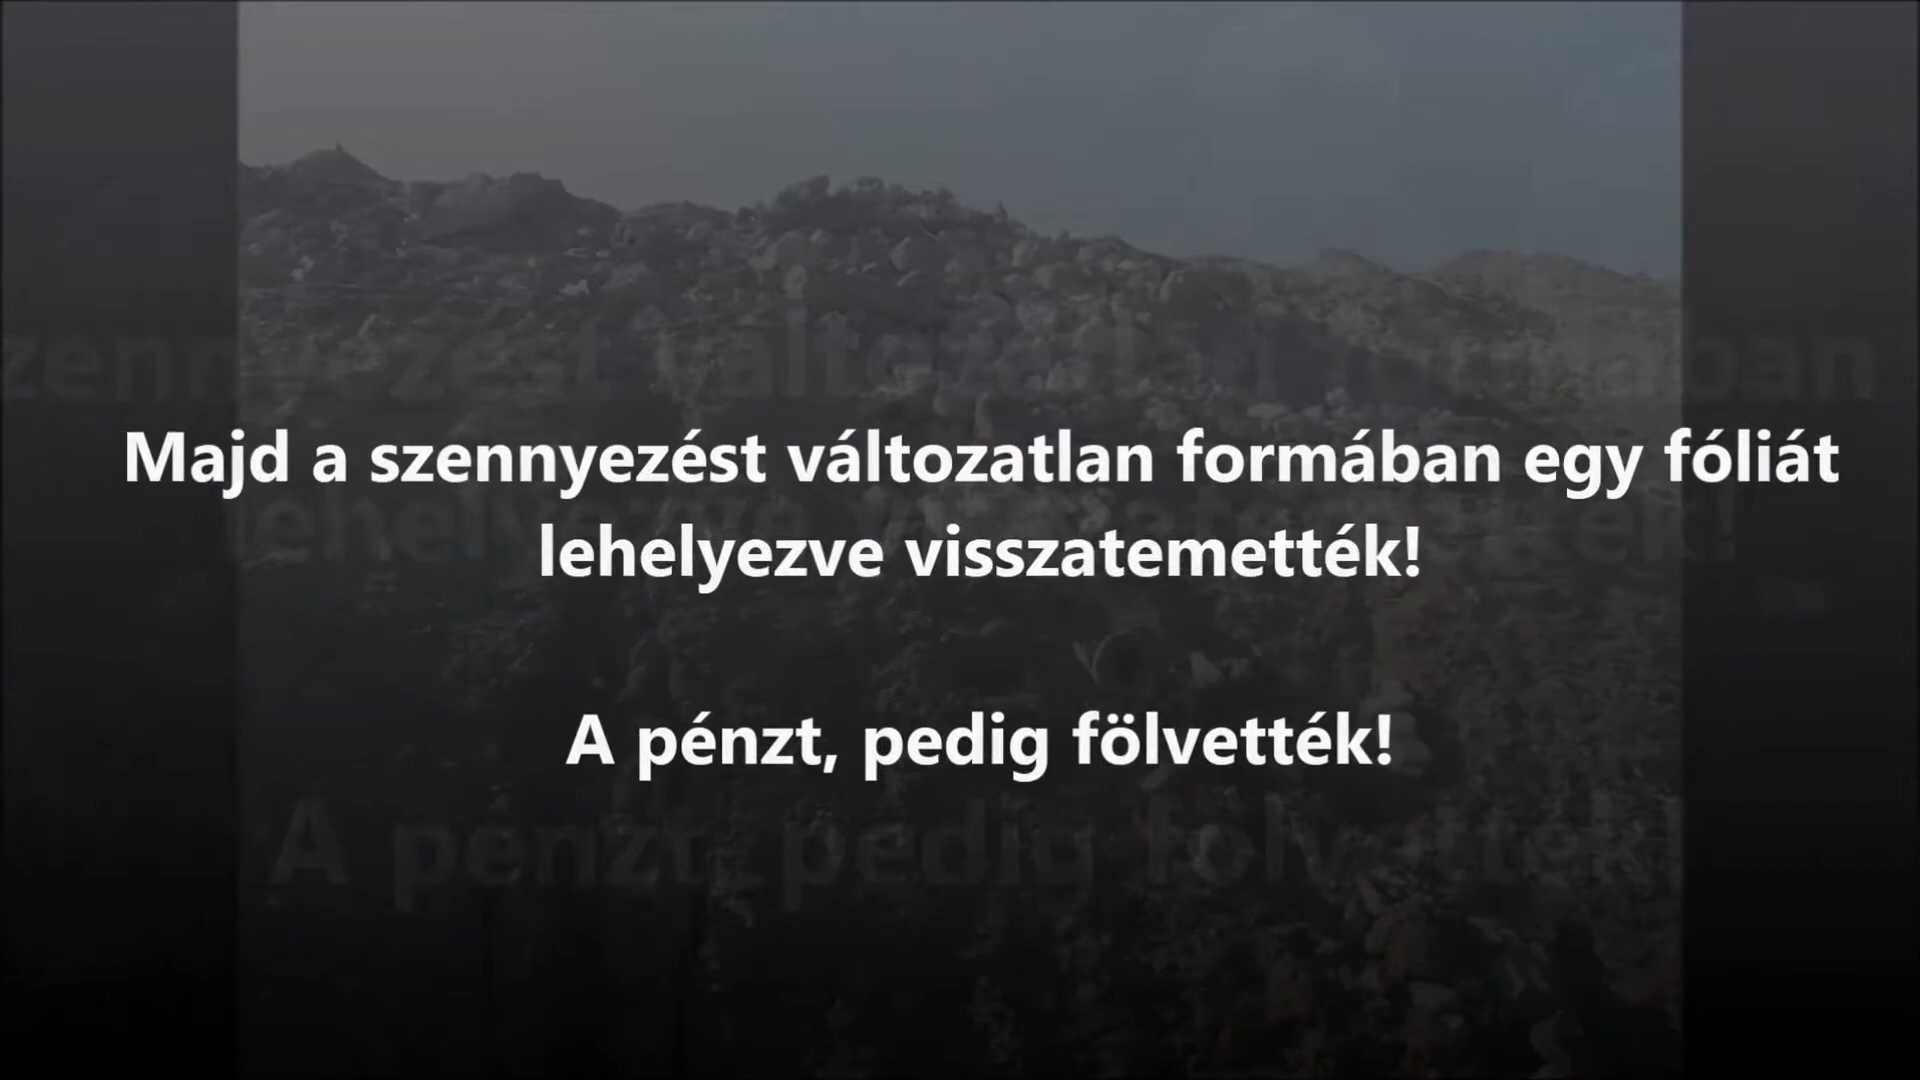 Majd a szennyezést változatlan formában egy fóliát
lehelyezve visszatemették!
A pénzt, pedig fölvették!